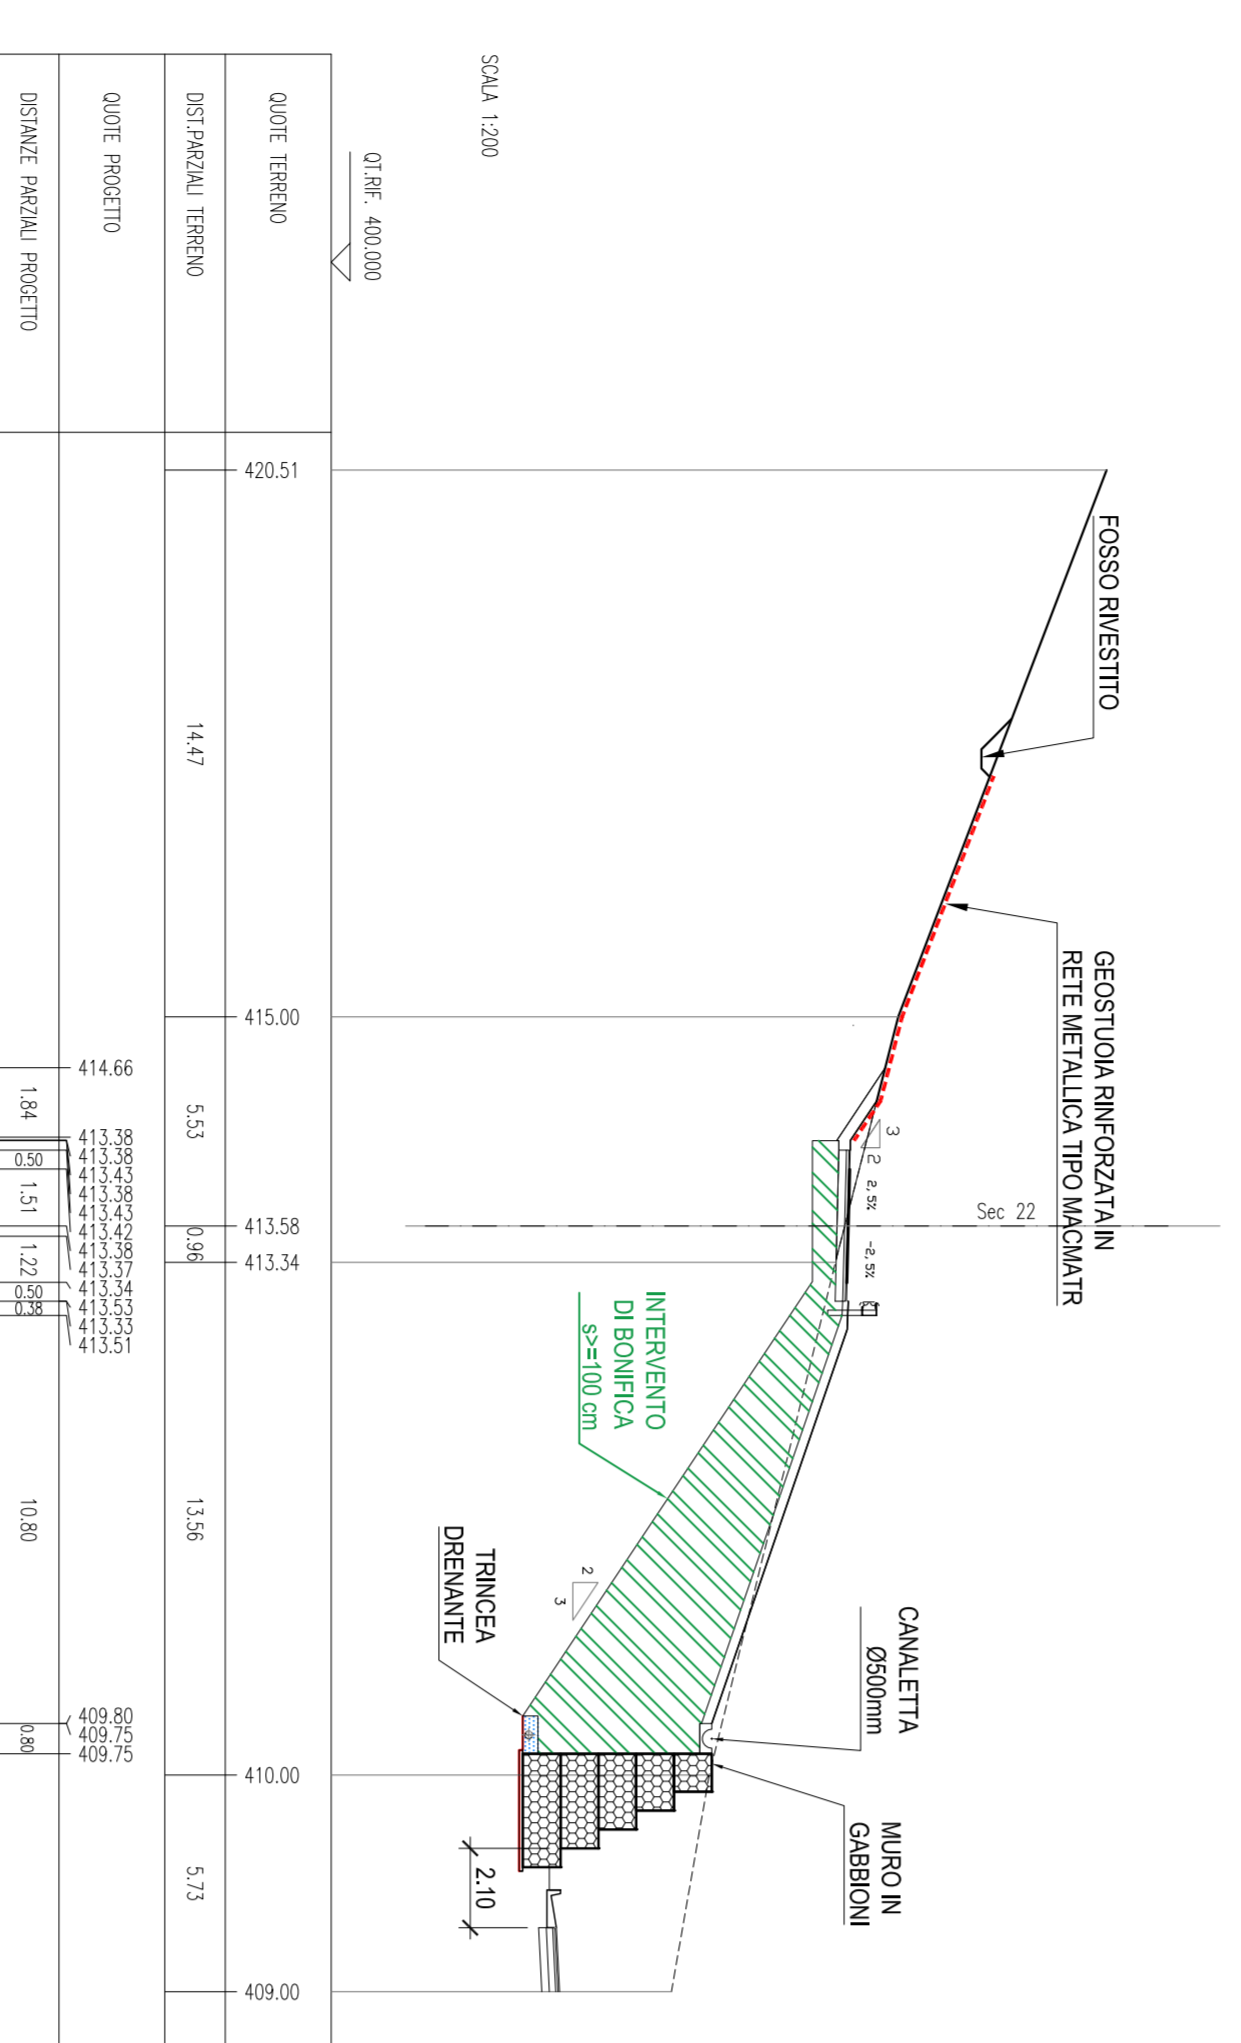 SCALA 1:200
FOSSO RIVESTITO
GEOSTUOIA RINFORZATA IN
RETE METALLICA TIPO MACMATR
3
2
2,5%
-2,5%
Sec 22
INTERVENTO
DI BONIFICA
s>=100 cm
2
3
TRINCEA
DRENANTE
CANALETTA
Ø500mm
MURO IN
GABBIONI
2.10
QT.RIF. 400.000
QUOTE TERRENO
420.51
415.00
413.58
413.34
410.00
409.00
DIST.PARZIALI TERRENO
14.47
5.53
0.96
13.56
5.73
QUOTE PROGETTO
414.66
413.38
413.38
413.43
413.38
413.43
413.42
413.38
413.37
413.34
413.53
413.33
413.51
409.80
409.75
409.75
DISTANZE PARZIALI PROGETTO
1.84
0.50
1.51
1.22
0.50
0.38
10.80
0.80